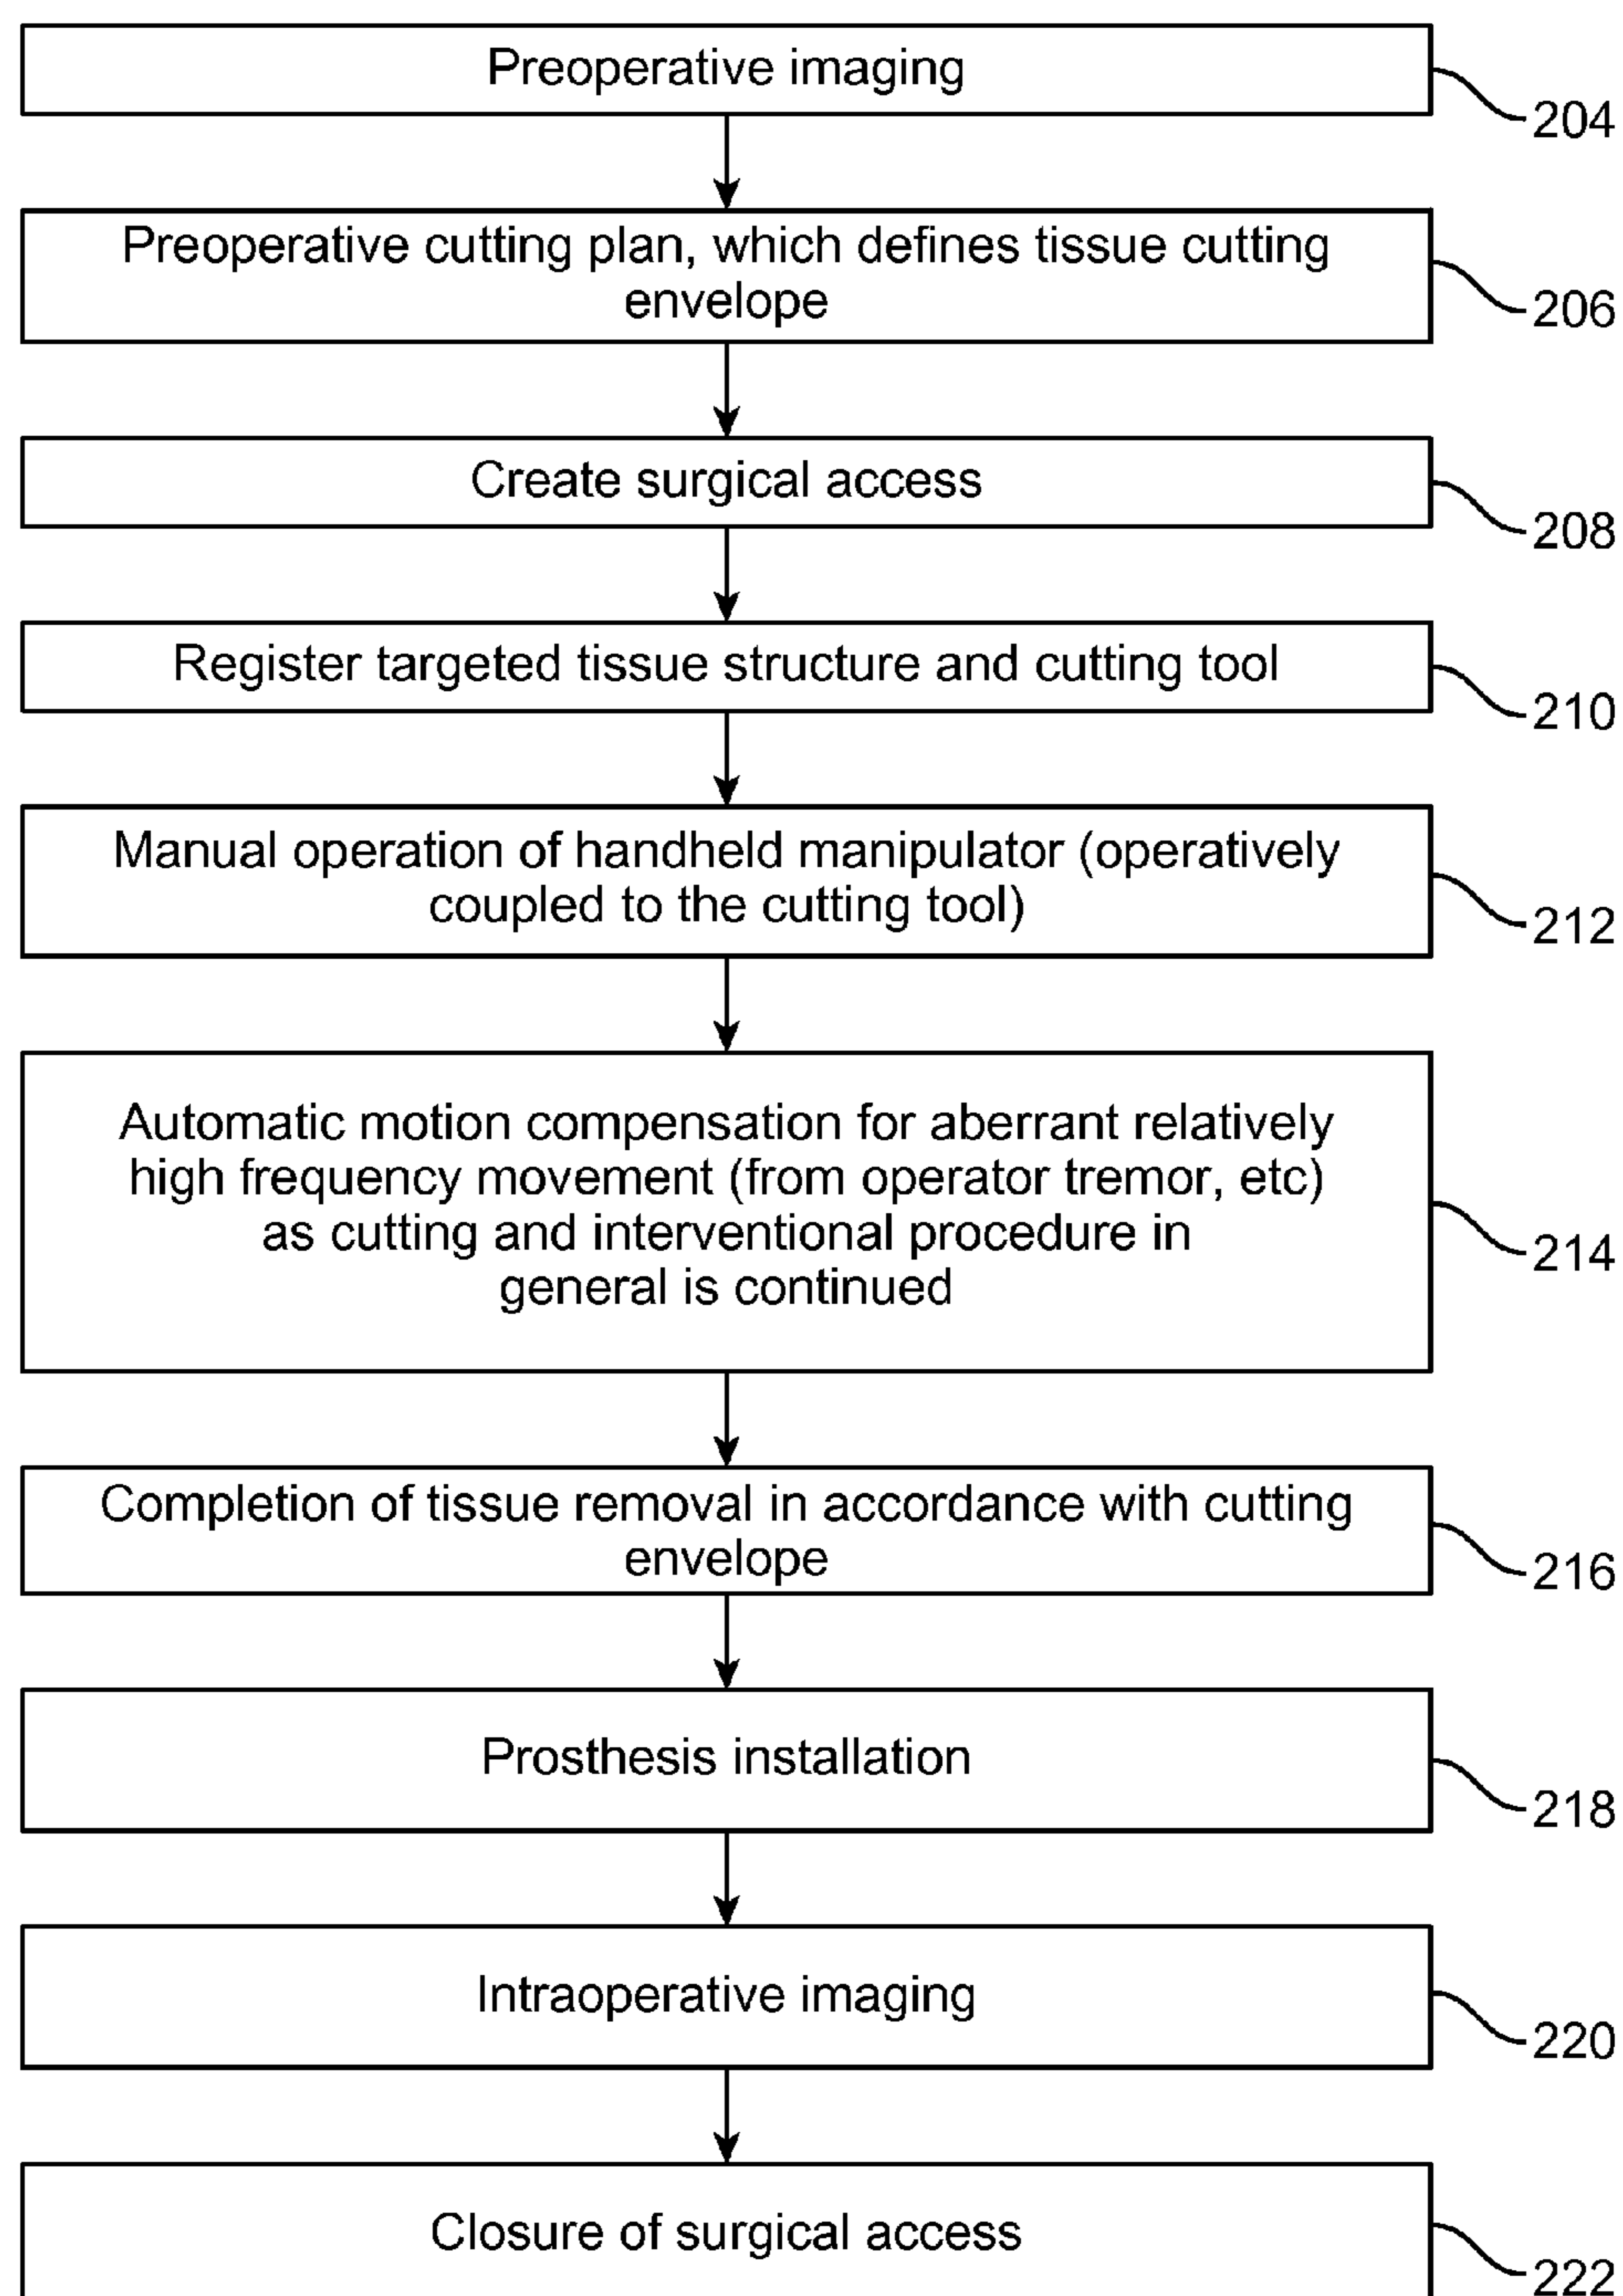 Preoperative imaging
204
Preoperative cutting plan, which defines tissue cutting
envelope
206
Create surgical access
208
Register targeted tissue structure and cutting tool
210
Manual operation of handheld manipulator (operatively
coupled to the cutting tool)
212
Automatic motion compensation for aberrant relatively
high frequency movement (from operator tremor, etc)
as cutting and interventional procedure in
general is continued
214
Completion of tissue removal in accordance with cutting
envelope
216
Prosthesis installation
218
Intraoperative imaging
220
Closure of surgical access
222